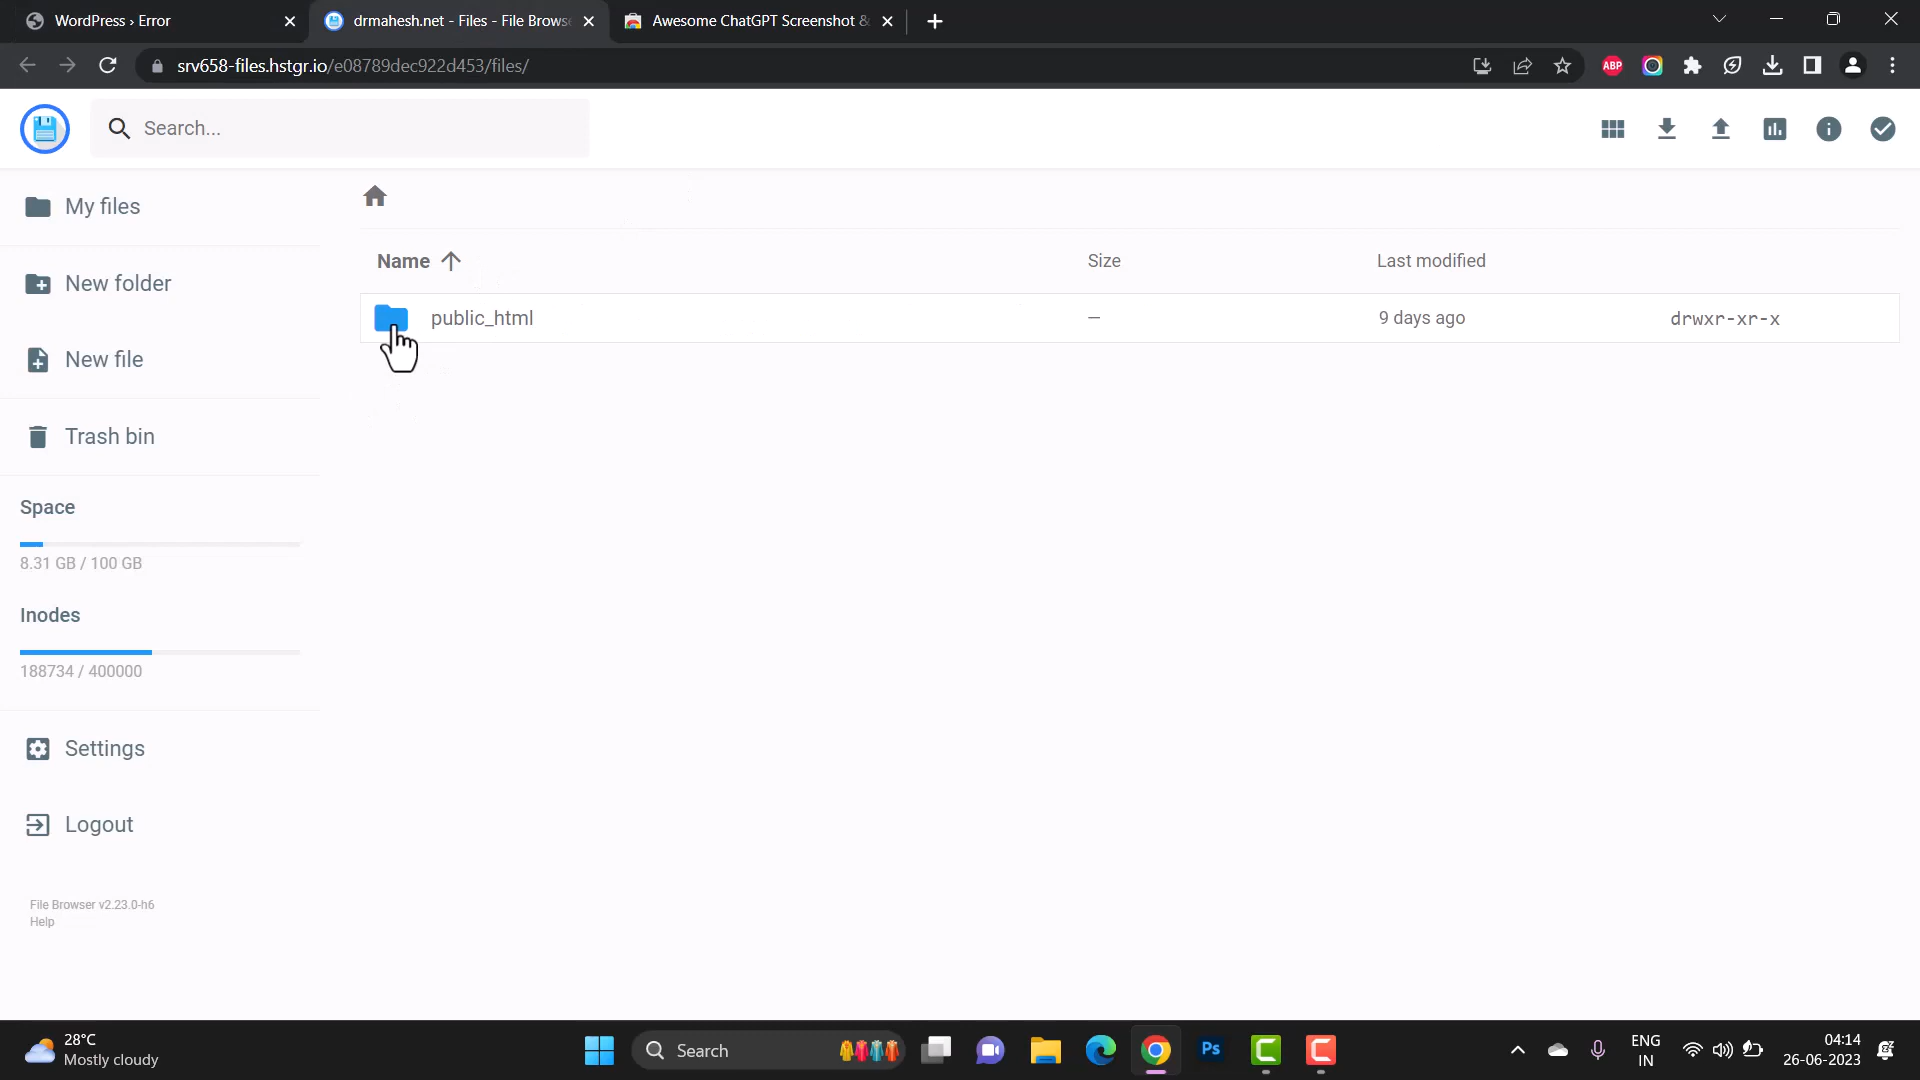 WordPress › Error
drmahesh.net - Files - File Browse
Awesome ChatGPT Screenshot &
srv658-files.hstgr.io/e08789dec922d453/files/
ABP
Search...
My files
New folder
New file
Trash bin
Space
8.31 GB / 100 GB
Inodes
188734 / 400000
Settings
Logout
File Browser v2.23.0-h6
Help
Name Size Last modified
public_html — 9 days ago drwxr-xr-x
28°C
Mostly cloudy
Search
Ps
ENG
IN
04:14
26-06-2023